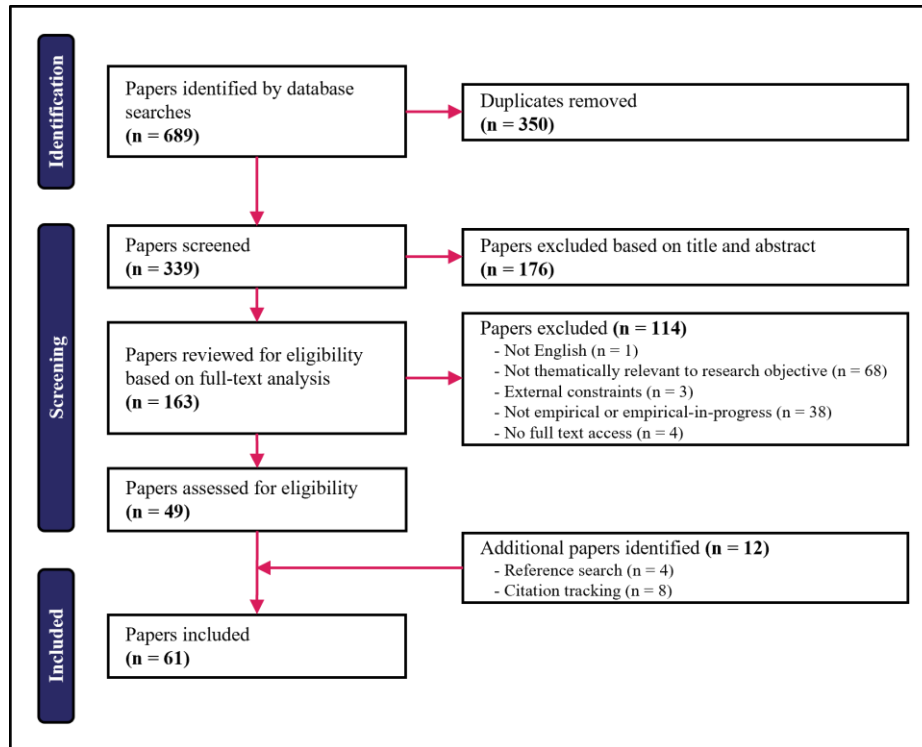 Identification
Papers identified by database
searches
(n = 689)
Duplicates removed
(n = 350)
Screening
Papers screened
(n = 339)
Papers excluded based on title and abstract
(n = 176)
Papers reviewed for eligibility
based on full-text analysis
(n = 163)
Papers excluded (n = 114)
- Not English (n = 1)
- Not thematically relevant to research objective (n = 68)
- External constraints (n = 3)
- Not empirical or empirical-in-progress (n = 38)
- No full text access (n = 4)
Papers assessed for eligibility
(n = 49)
Additional papers identified (n = 12)
- Reference search (n = 4)
- Citation tracking (n = 8)
Included
Papers included
(n = 61)